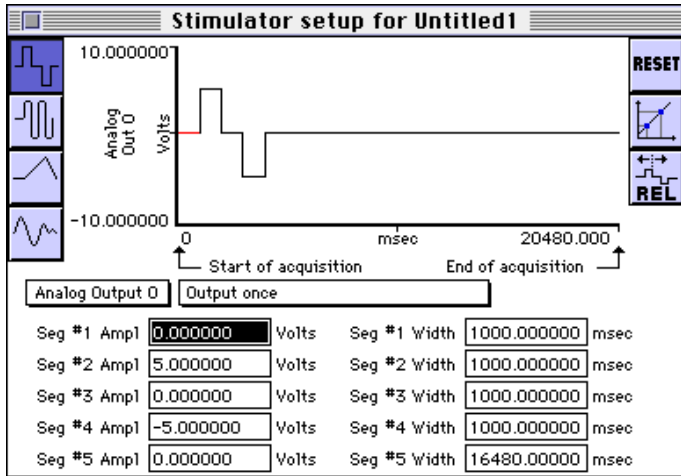 Stimulator setup for Untitled1
10.000000
Analog
Out 0
Volts
-10.000000
0 msec 20480.000
Start of acquisition End of acquisition
RESET
REL
Analog Output 0 Output once
Seg #1 Ampl 0.000000 Volts Seg #1 Width 1000.000000 msec
Seg #2 Ampl 5.000000 Volts Seg #2 Width 1000.000000 msec
Seg #3 Ampl 0.000000 Volts Seg #3 Width 1000.000000 msec
Seg #4 Ampl -5.000000 Volts Seg #4 Width 1000.000000 msec
Seg #5 Ampl 0.000000 Volts Seg #5 Width 16480.00000 msec